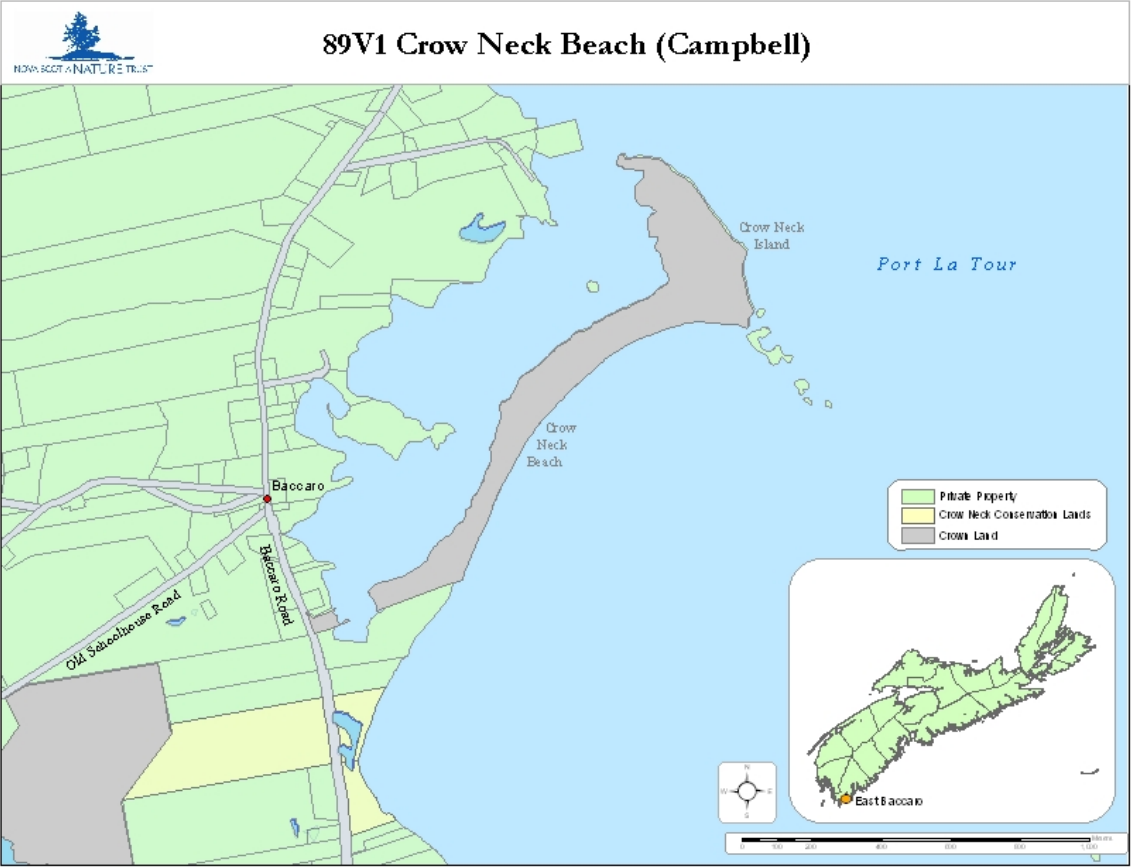 NOVA SCOTIA NATURE TRUST
89V1 Crow Neck Beach (Campbell)
Crow Neck
Island
Port La Tour
Crow
Neck
Beach
Baccaro
Baccaro Road
Old Schoolhouse Road
Private Property
Crow Neck Conservation Lands
Crown Land
East Baccaro
N
W E
S
Meters
0 100 200 400 600 800 1,000